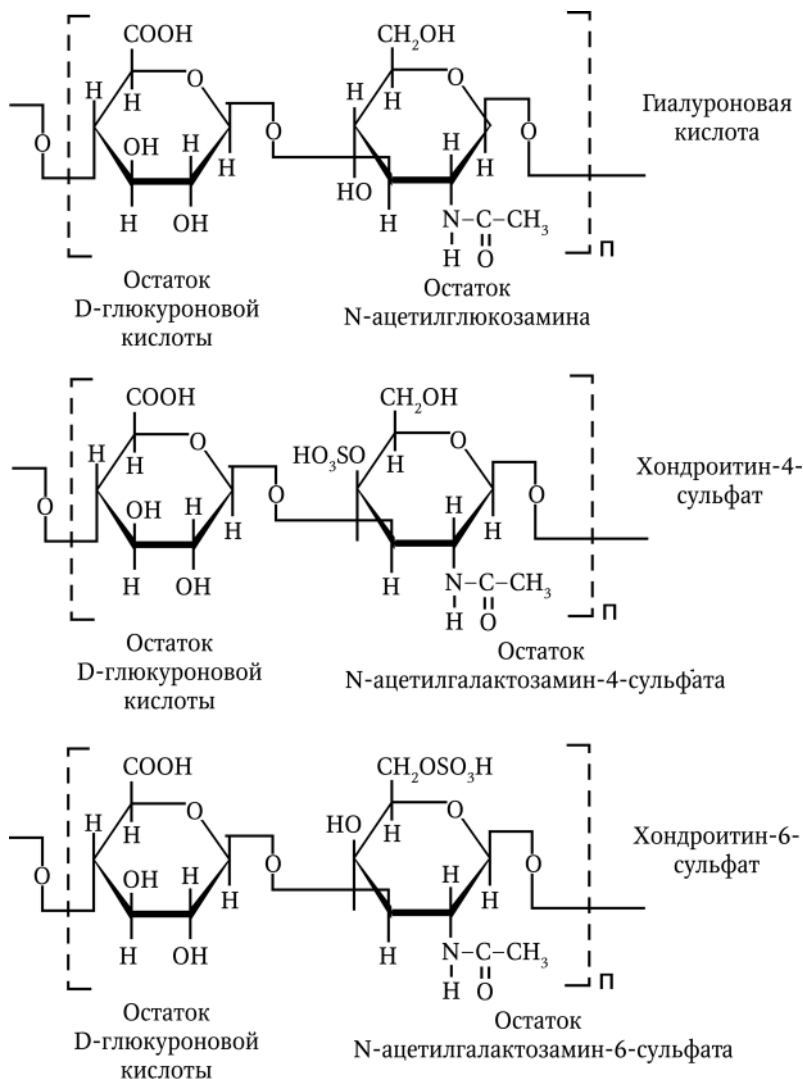 COOH
CH₂OH
H
O
H
O
H
H
O
OH
H
H
O
H
H
H
O
HO
H
H
OH
H
N–C–CH₃
H
O
п
Гиалуроновая
кислота
Остаток
D-глюкуроновой
кислоты
Остаток
N-ацетилглюкозамина
COOH
CH₂OH
H
O
H
HO₃SO
O
H
O
OH
H
H
O
H
H
O
H
OH
H
N–C–CH₃
H
O
п
Хондроитин-4-
сульфат
Остаток
D-глюкуроновой
кислоты
Остаток
N-ацетилгалактозамин-4-сульфата
COOH
CH₂OSO₃H
H
O
H
HO
O
H
O
OH
H
H
O
H
H
O
H
OH
H
N–C–CH₃
H
O
п
Хондроитин-6-
сульфат
Остаток
D-глюкуроновой
кислоты
Остаток
N-ацетилгалактозамин-6-сульфата